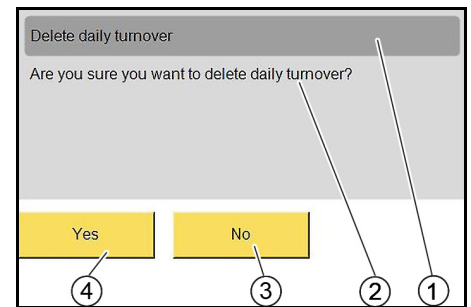 Delete daily turnover
Are you sure you want to delete daily turnover?
Yes
No
4
3
2
1